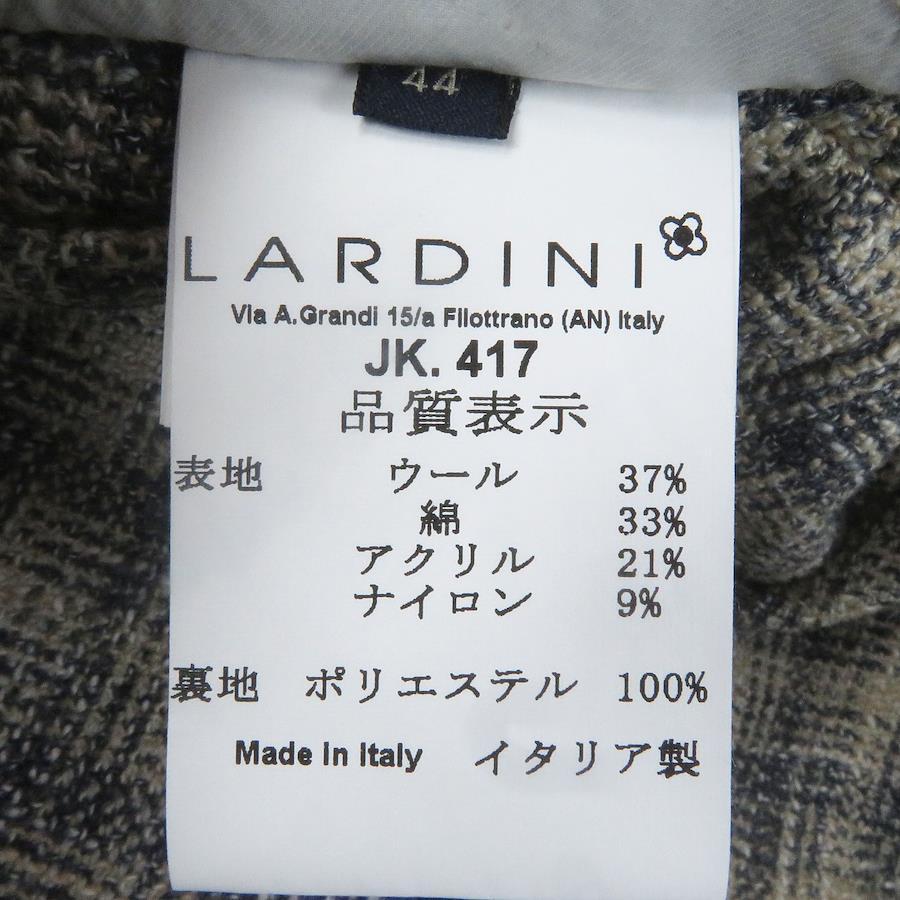 44
LARDINI
Via A.Grandi 15/a Filottrano (AN) Italy
JK. 417
品質表示
表地 ウール 37%
綿 33%
アクリル 21%
ナイロン 9%
裏地 ポリエステル 100%
Made in Italy イタリア製